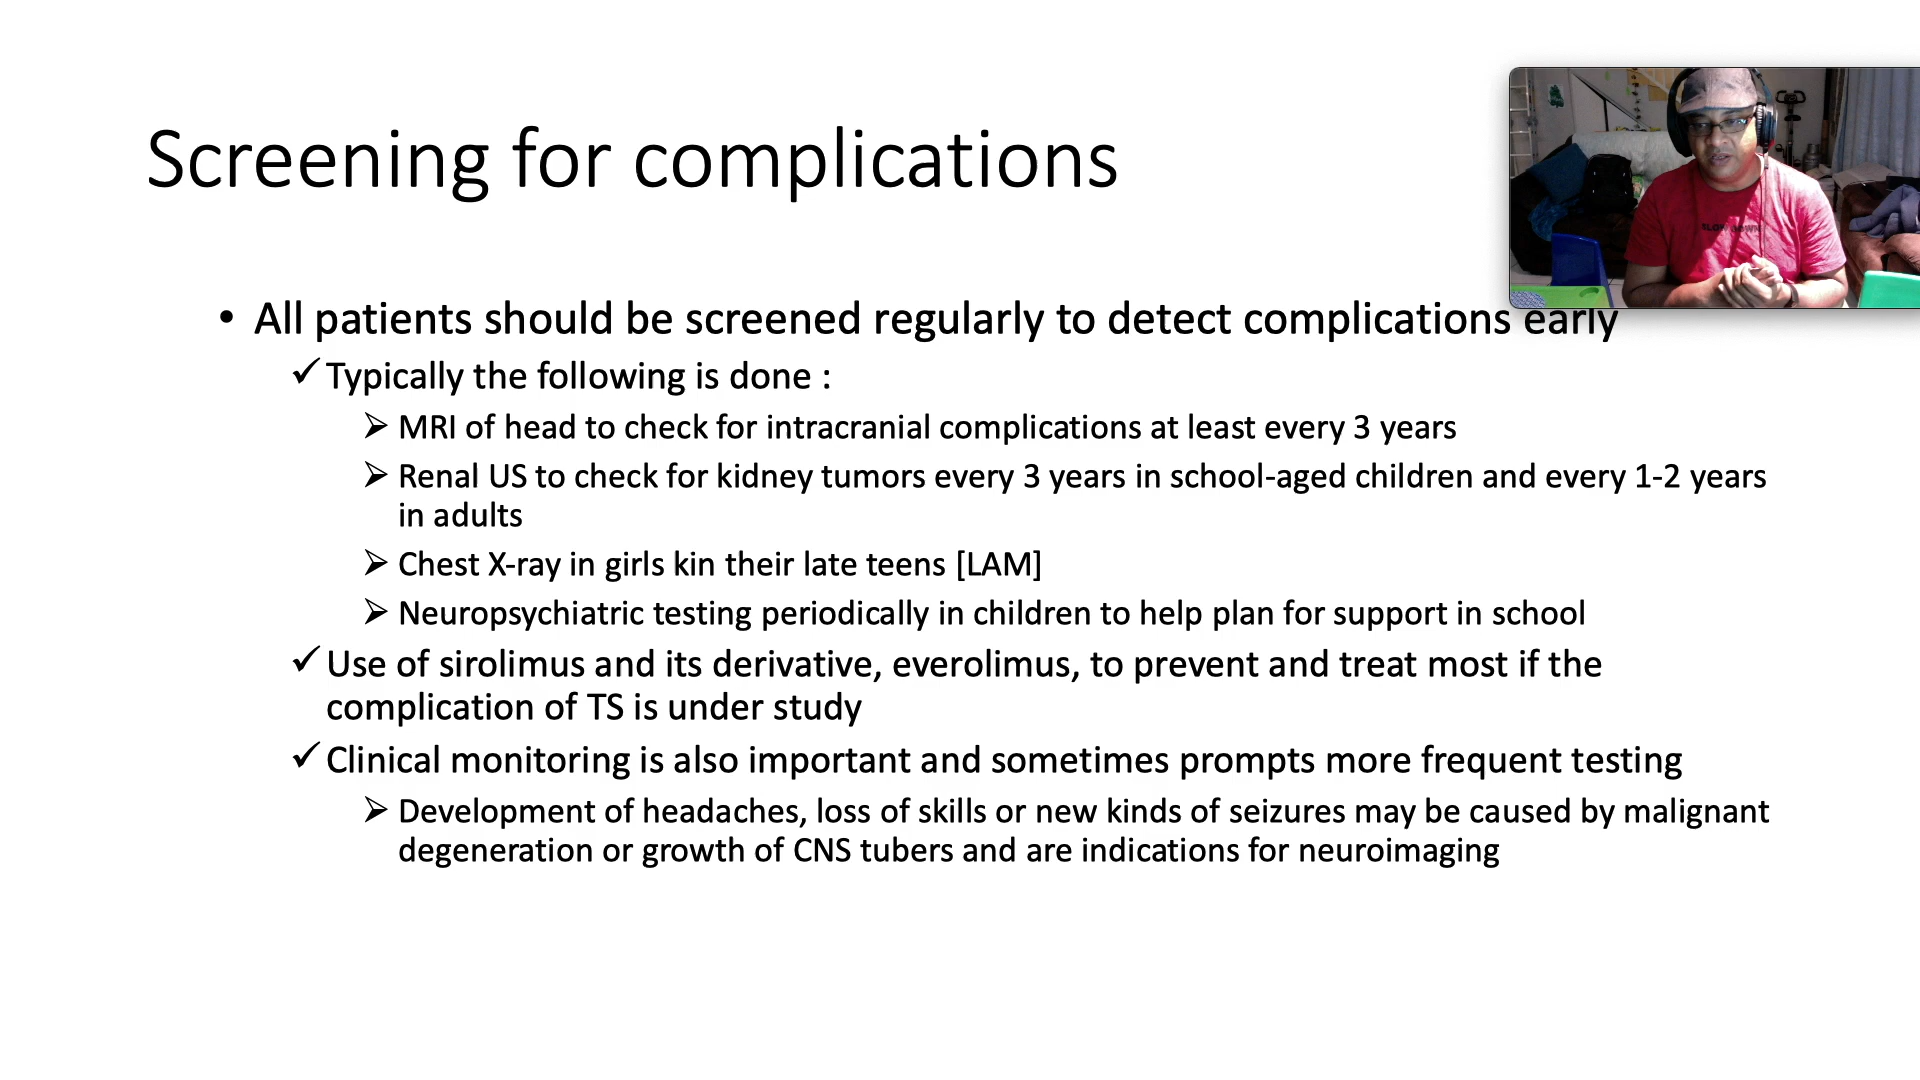 Screening for complications
• All patients should be screened regularly to detect complications early
✓ Typically the following is done :
➢ MRI of head to check for intracranial complications at least every 3 years
➢ Renal US to check for kidney tumors every 3 years in school-aged children and every 1-2 years
in adults
➢ Chest X-ray in girls kin their late teens [LAM]
➢ Neuropsychiatric testing periodically in children to help plan for support in school
✓ Use of sirolimus and its derivative, everolimus, to prevent and treat most if the
complication of TS is under study
✓ Clinical monitoring is also important and sometimes prompts more frequent testing
➢ Development of headaches, loss of skills or new kinds of seizures may be caused by malignant
degeneration or growth of CNS tubers and are indications for neuroimaging
SLOW DOWN